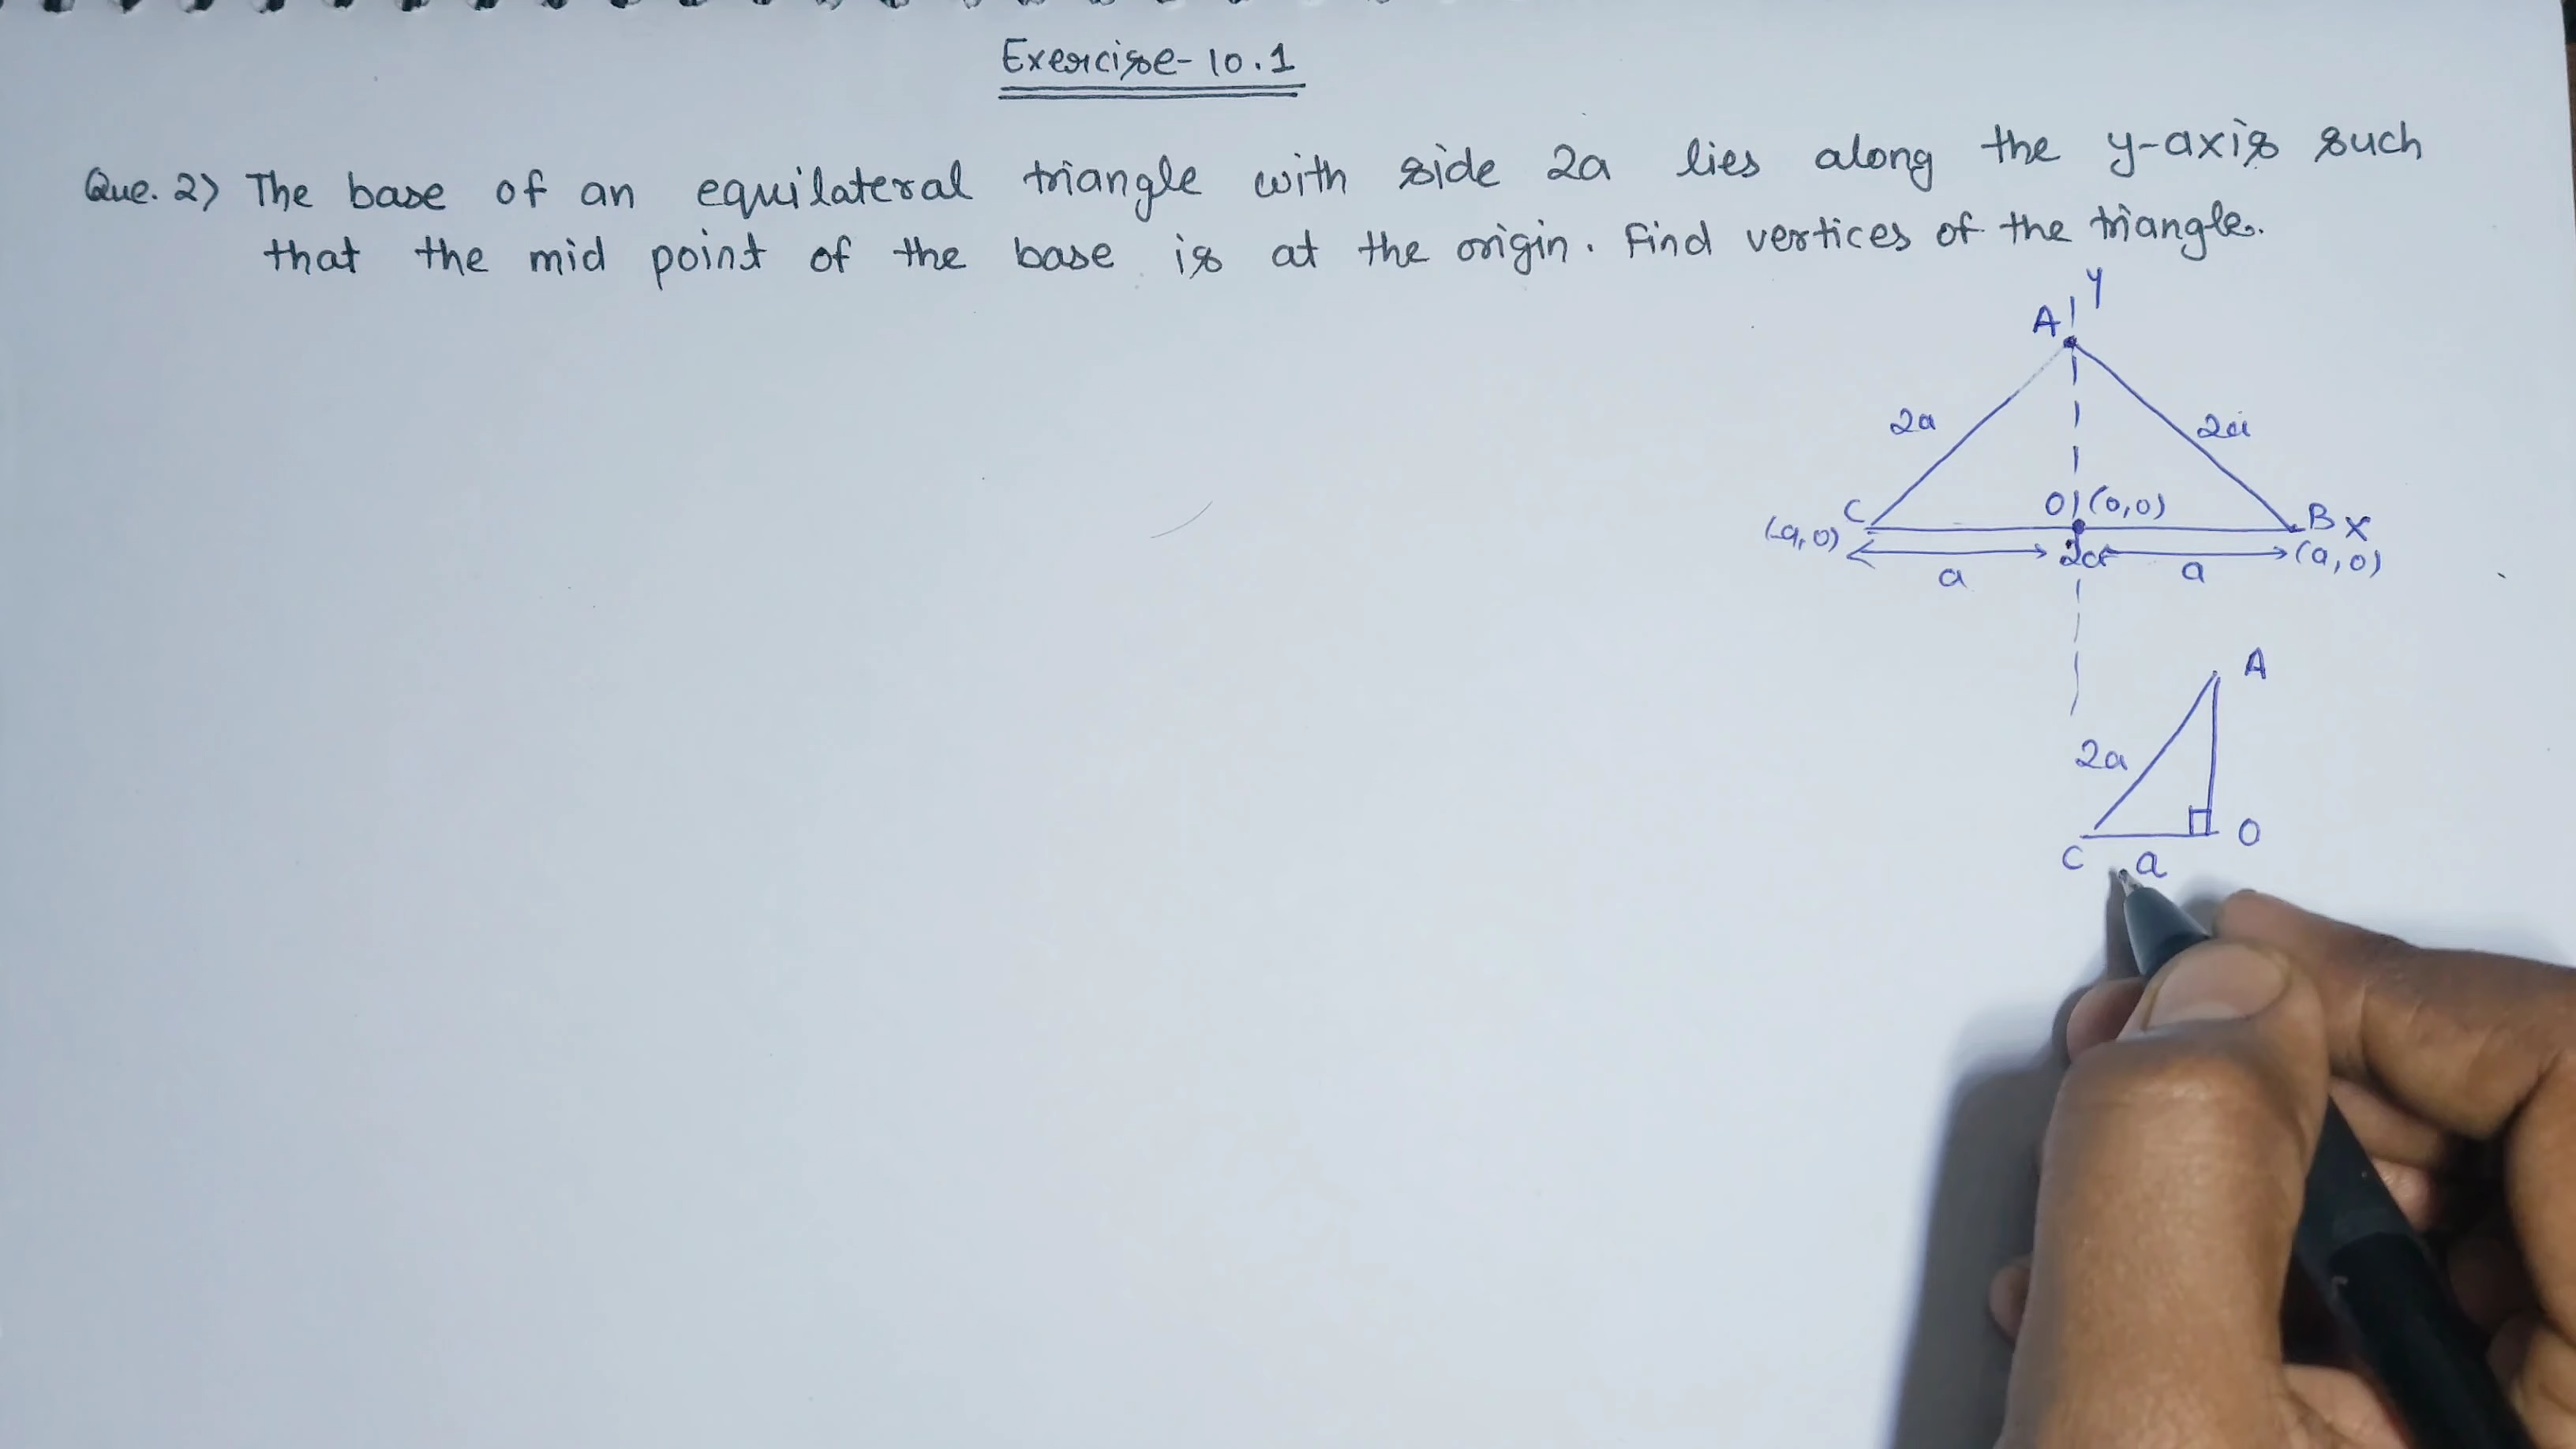 Exercise-10.1
Que. 2) The base of an equilateral triangle with side 2a lies along the y-axis such
that the mid point of the base is at the origin. Find vertices of the triangle.
Y
A
2a 2a
C O (0,0) B X
(-a,0) 2a (a,0)
a a
A
2a
O
C a